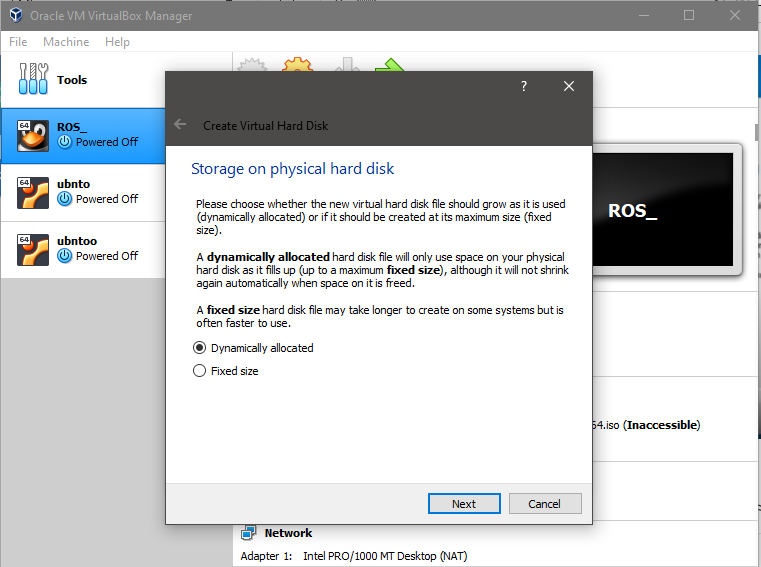 Oracle VM VirtualBox Manager
File Machine Help
Tools
64
ROS_
Powered Off
64
ubnto
Powered Off
64
ubntoo
Powered Off
?
Create Virtual Hard Disk
Storage on physical hard disk
Please choose whether the new virtual hard disk file should grow as it is used
(dynamically allocated) or if it should be created at its maximum size (fixed
size).
A dynamically allocated hard disk file will only use space on your physical
hard disk as it fills up (up to a maximum fixed size), although it will not shrink
again automatically when space on it is freed.
A fixed size hard disk file may take longer to create on some systems but is
often faster to use.
Dynamically allocated
Fixed size
Next Cancel
ROS_
64.iso (Inaccessible)
Network
Adapter 1: Intel PRO/1000 MT Desktop (NAT)